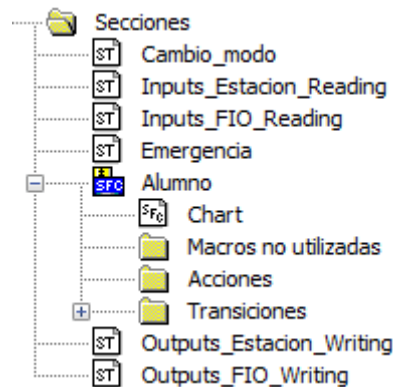 Secciones
ST Cambio_modo
ST Inputs_Estacion_Reading
ST Inputs_FIO_Reading
ST Emergencia
SFC Alumno
SFC Chart
Macros no utilizadas
Acciones
Transiciones
ST Outputs_Estacion_Writing
ST Outputs_FIO_Writing